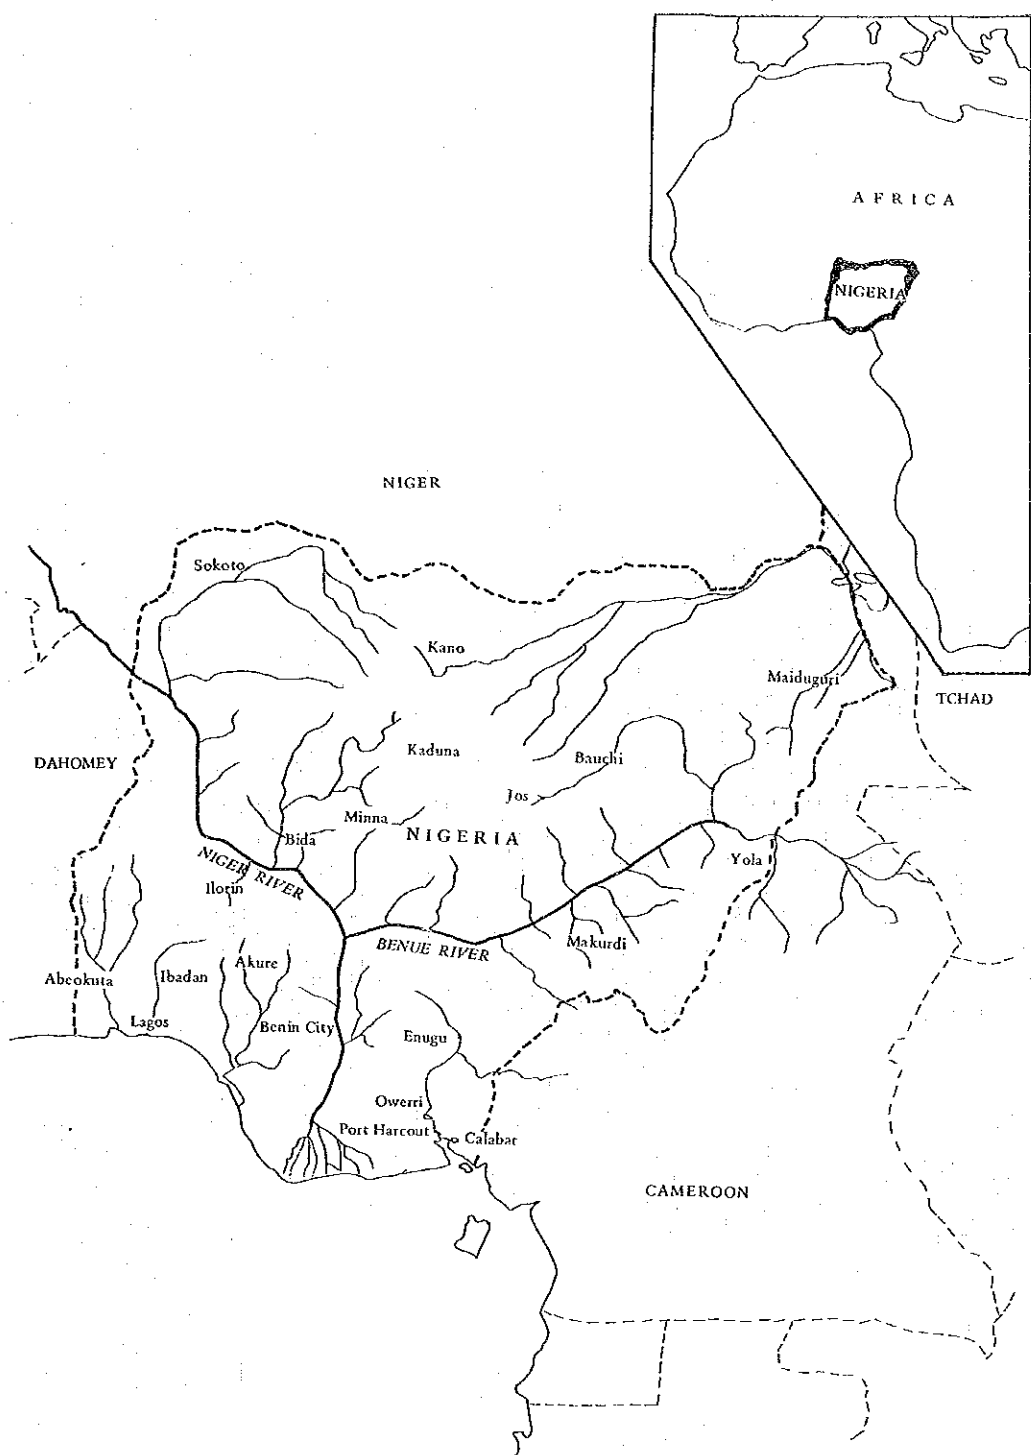 AFRICA
NIGERIA
NIGER
Sokoto
Kano
Maiduguri
TCHAD
DAHOMEY
Kaduna
Bauchi
Jos
Minna
NIGERIA
Bida
NIGER RIVER
Yola
Ilorin
BENUE RIVER
Makurdi
Abeokuta
Ibadan
Akure
Lagos
Benin City
Enugu
Owerri
Port Harcout
Calabar
CAMEROON